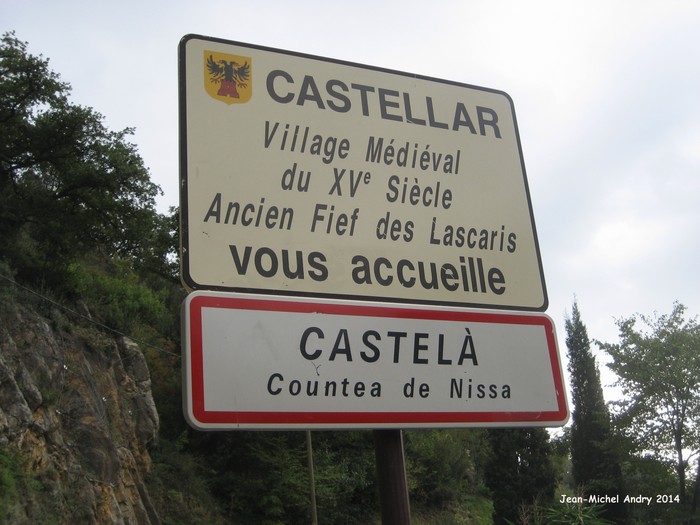 CASTELLAR
Village Médiéval
du XVe Siècle
Ancien Fief des Lascaris
vous accueille
CASTELÀ
Countea de Nissa
Jean-Michel Andry 2014